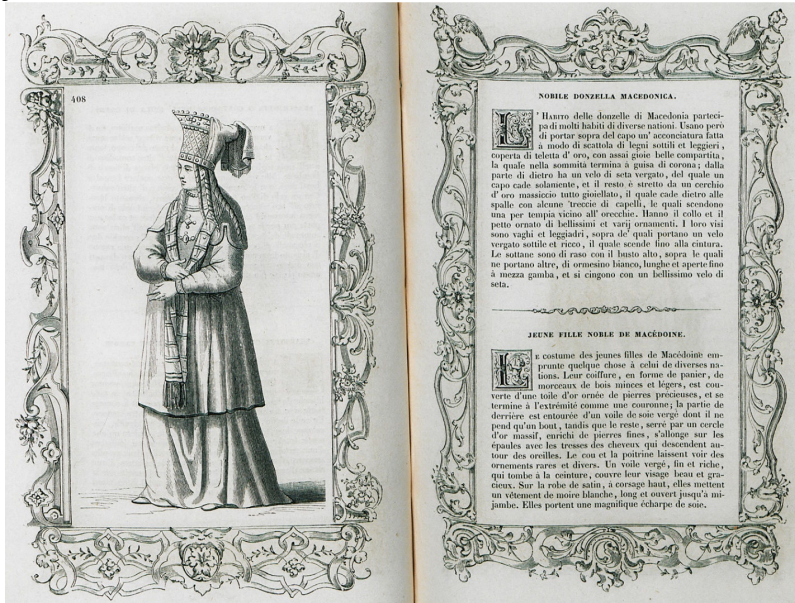 408
NOBILE DONZELLA MACEDONICA.
L' HABITO delle donzelle di Macedonia parteci-
pa di molti habiti di diverse nationi. Usano però
di portar sopra del capo un' acconciatura fatta
à modo di scattola di legni sottili et leggieri,
coperta di teletta d' oro, con assai gioie belle compartita,
la quale nella sommità termina à guisa di corona; dalla
parte di dietro ha un velo di seta vergato, del quale un
capo cade solamente, et il resto è stretto da un cerchio
d' oro massiccio tutto gioiellato, il quale cade dietro alle
spalle con alcune treccie di capelli, le quali scendono
una per tempia vicino all' orecchie. Hanno il collo et il
petto ornato di bellissimi et varij ornamenti. I loro visi
sono vaghi et leggiadri, sopra de' quali portano un velo
vergato sottile et ricco, il quale scende fino alla cintura.
Le sottane sono di raso con il busto alto, sopra le quali
ne portano altre, di ormesino bianco, lunghe et aperte fino
à mezza gamba, et si cingono con un bellissimo velo di
seta.
JEUNE FILLE NOBLE DE MACÉDOINE.
LE costume des jeunes filles de Macédoine em-
prunte quelque chose à celui de diverses na-
tions. Leur coiffure, en forme de panier, de
morceaux de bois minces et légers, est cou-
verte d'une toile d'or ornée de pierres précieuses, et se
termine à l'extrémité comme une couronne; la partie de
derrière est entourée d'un voile de soie vergé dont il ne
pend qu'un bout, tandis que le reste, serré par un cercle
d'or massif, enrichi de pierres fines, s'allonge sur les
épaules avec les tresses des cheveux qui descendent au-
tour des oreilles. Le cou et la poitrine laissent voir des
ornements rares et divers. Un voile vergé, fin et riche,
qui tombe à la ceinture, couvre leur visage beau et gra-
cieux. Sur la robe de satin, à corsage haut, elles mettent
un vêtement de moire blanche, long et ouvert jusqu'à mi-
jambe. Elles portent une magnifique écharpe de soie.